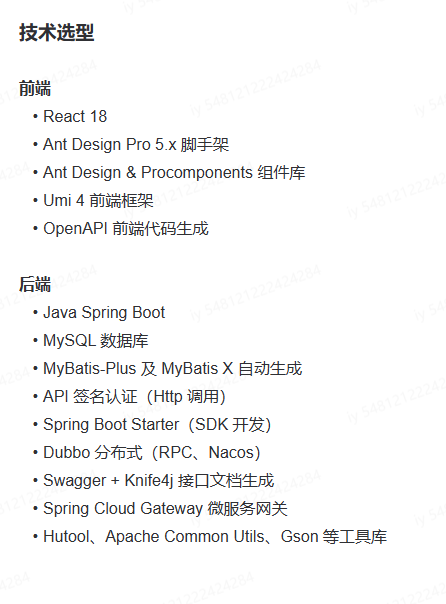 技术选型
前端
• React 18
• Ant Design Pro 5.x 脚手架
• Ant Design & Procomponents 组件库
• Umi 4 前端框架
• OpenAPI 前端代码生成
后端
• Java Spring Boot
• MySQL 数据库
• MyBatis-Plus 及 MyBatis X 自动生成
• API 签名认证（Http 调用）
• Spring Boot Starter（SDK 开发）
• Dubbo 分布式（RPC、Nacos）
• Swagger + Knife4j 接口文档生成
• Spring Cloud Gateway 微服务网关
• Hutool、Apache Common Utils、Gson 等工具库